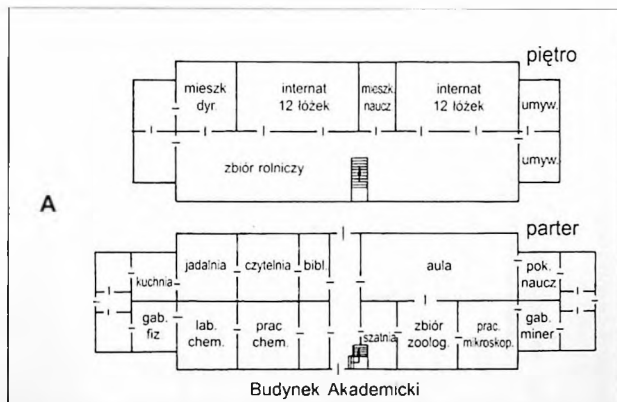 piętro
mieszk
dyr.
internat
12 łóżek
mieszk.
naucz
internat
12 łóżek
umyw.
zbiór rolniczy
umyw.
A
parter
jadalnia
czytelnia
bibl.
aula
kuchnia
pok.
naucz
gab.
fiz
lab.
chem.
prac
chem.
szatnia
zbiór
zoolog.
prac.
mikroskop.
gab.
miner
Budynek Akademicki